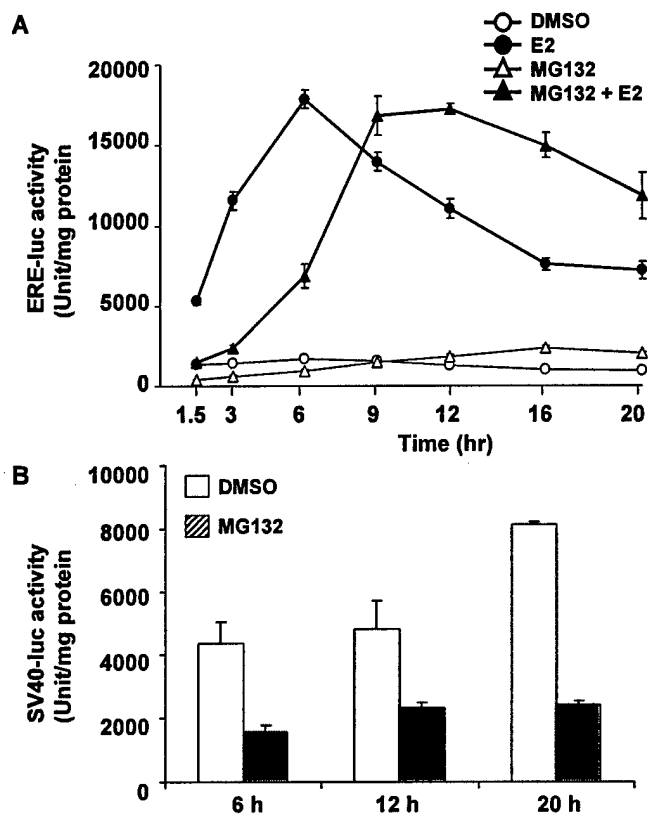 A
DMSO
E2
MG132
MG132 + E2
ERE-luc activity
(Unit/mg protein)
20000
15000
10000
5000
0
1.5 3 6 9 12 16 20
Time (hr)
B
DMSO
MG132
SV40-luc activity
(Unit/mg protein)
10000
8000
6000
4000
2000
0
6 h 12 h 20 h